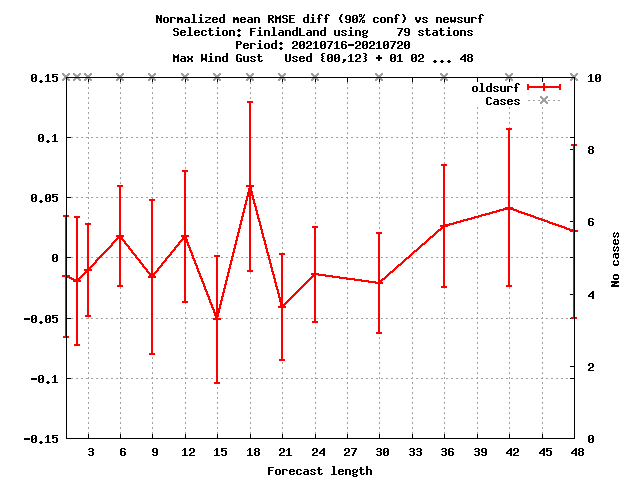 Normalized mean RMSE diff (90% conf) vs newsurf
Selection: FinlandLand using    79 stations
Period: 20210716-20210720
Max Wind Gust   Used {00,12} + 01 02 ... 48
oldsurf
Cases
0.15
0.1
0.05
0
-0.05
-0.1
-0.15
10
8
6
4
2
0
No cases
3 6 9 12 15 18 21 24 27 30 33 36 39 42 45 48
Forecast length